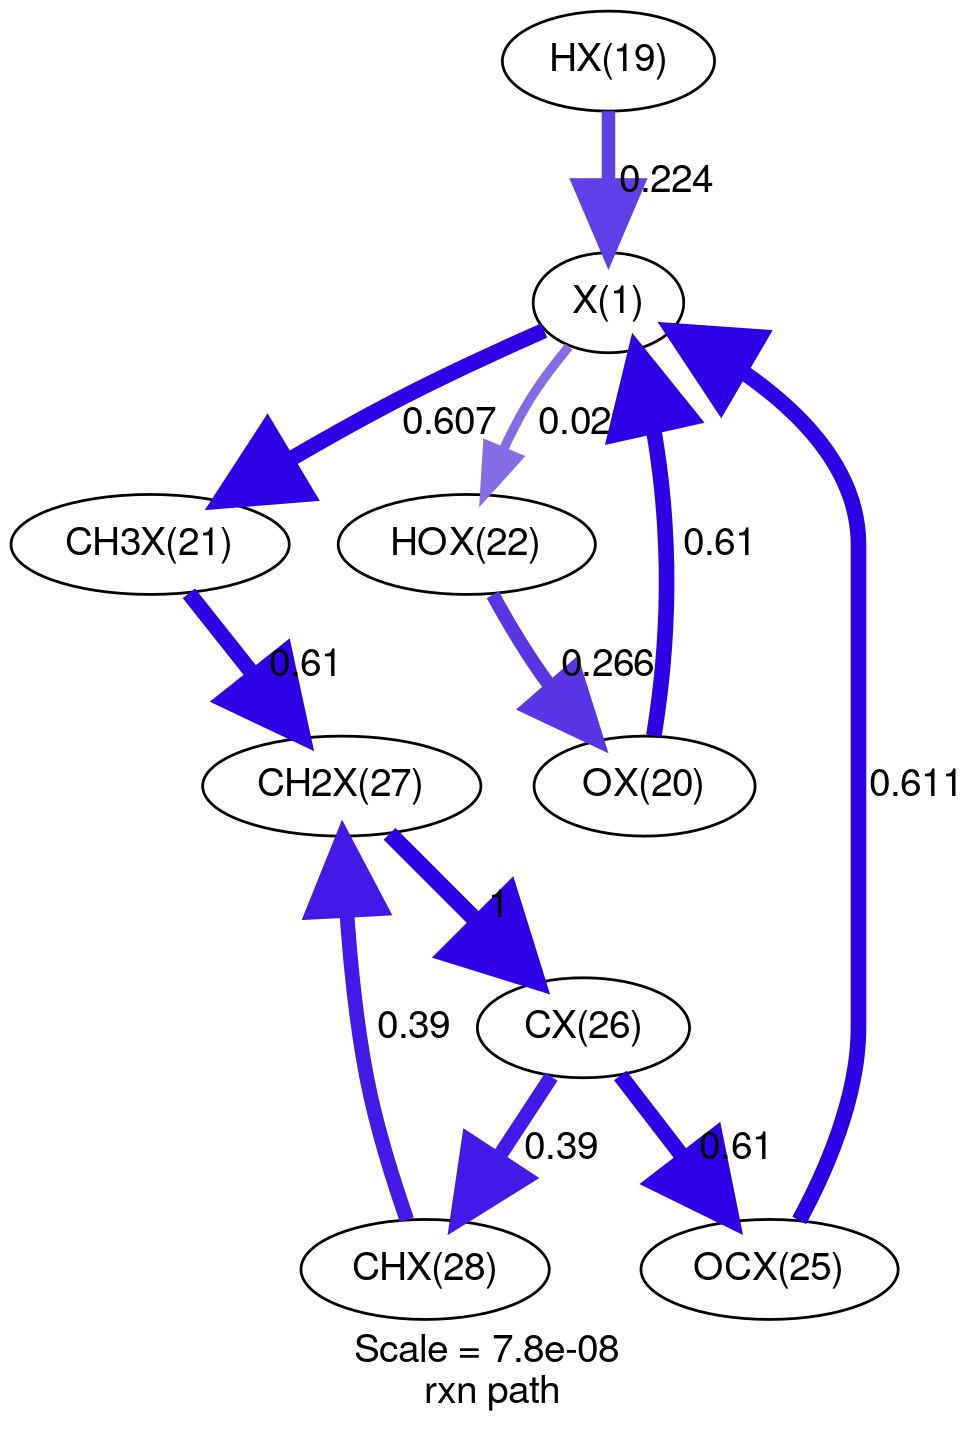 HX(19)
0.224
X(1)
0.607
0.02
CH3X(21)
HOX(22)
0.61
0.61
0.266
CH2X(27)
OX(20)
0.611
1
0.39
CX(26)
0.39
0.61
CHX(28)
OCX(25)
Scale = 7.8e-08
rxn path